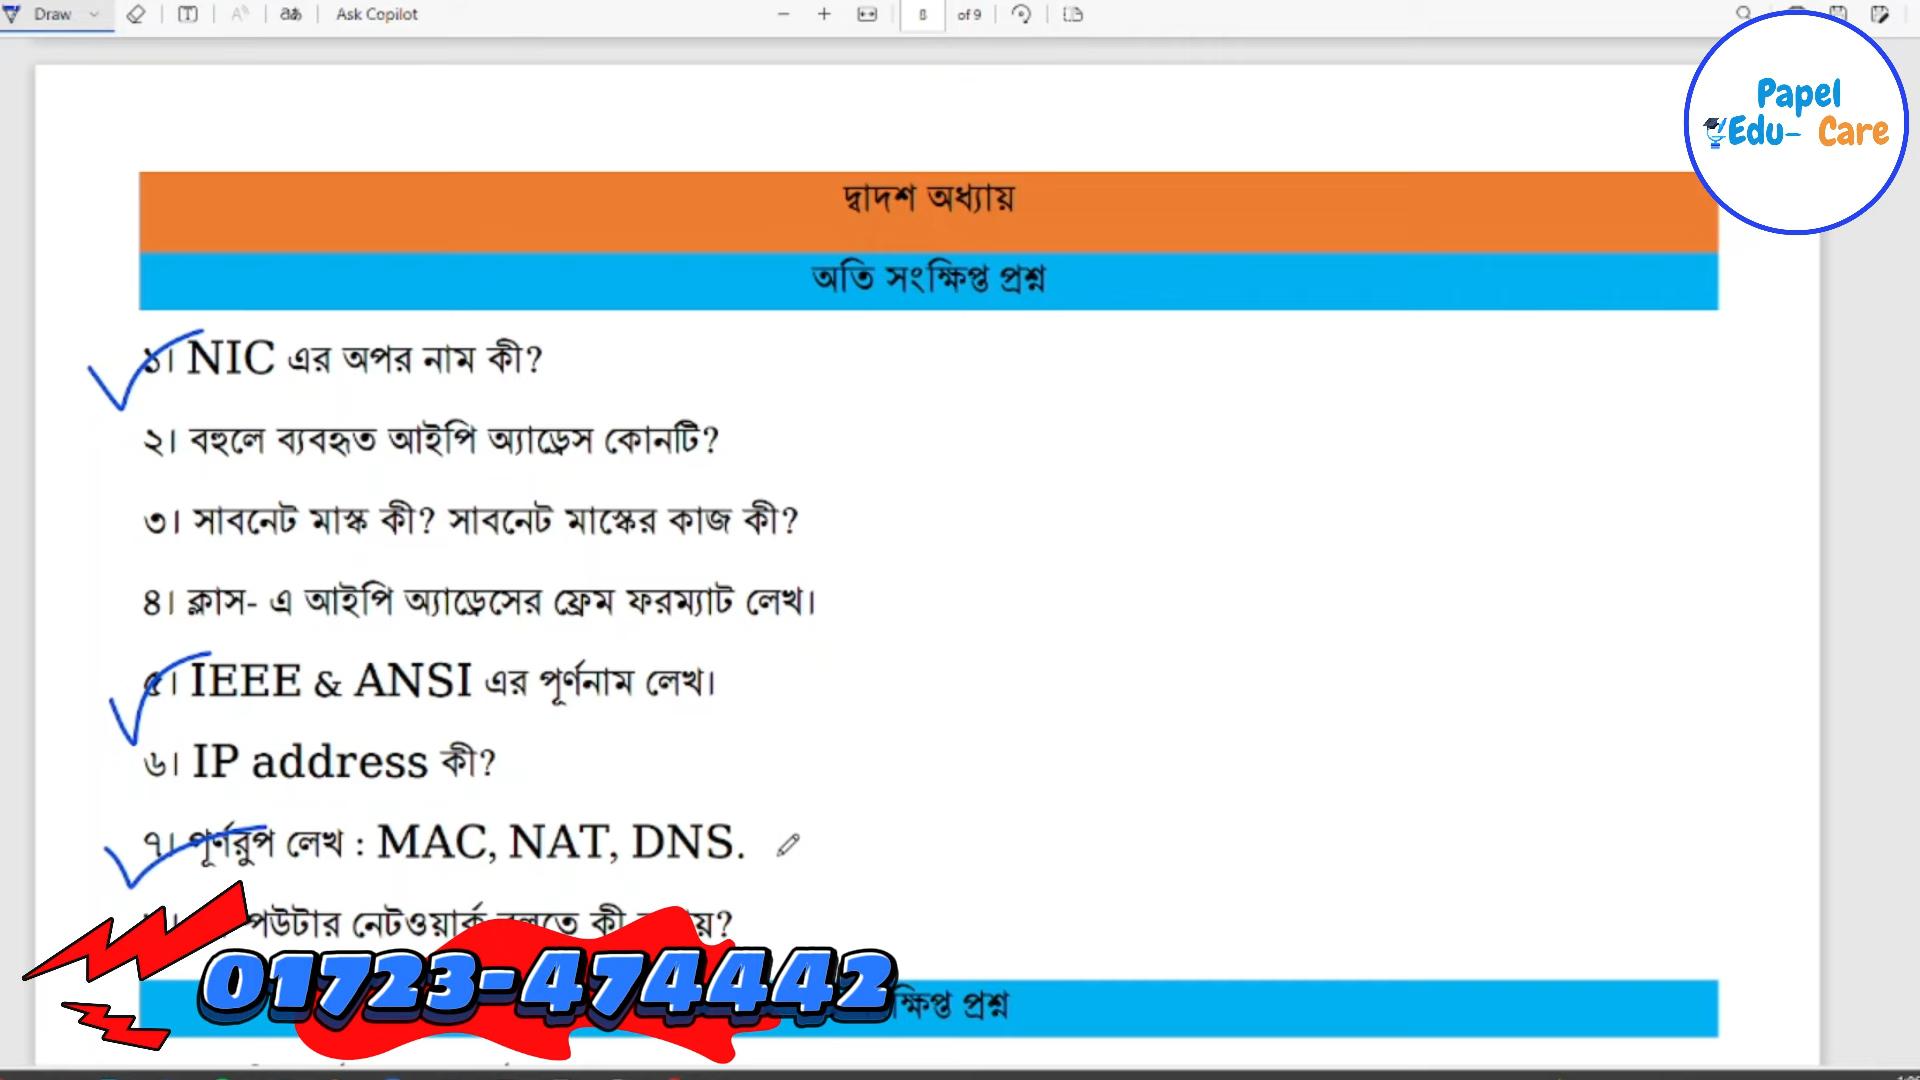 Draw
Ask Copilot
8 of 9
Papel
Edu- Care
দ্বাদশ অধ্যায়
অতি সংক্ষিপ্ত প্রশ্ন
১। NIC এর অপর নাম কী?
২। বহুলে ব্যবহৃত আইপি অ্যাড্রেস কোনটি?
৩। সাবনেট মাস্ক কী? সাবনেট মাস্কের কাজ কী?
৪। ক্লাস- এ আইপি অ্যাড্রেসের ফ্রেম ফরম্যাট লেখ।
৫। IEEE & ANSI এর পূর্ণনাম লেখ।
৬। IP address কী?
৭। পূর্ণরুপ লেখ : MAC, NAT, DNS.
নেটওয়ার্ক কী
01723-474442
প্রশ্ন